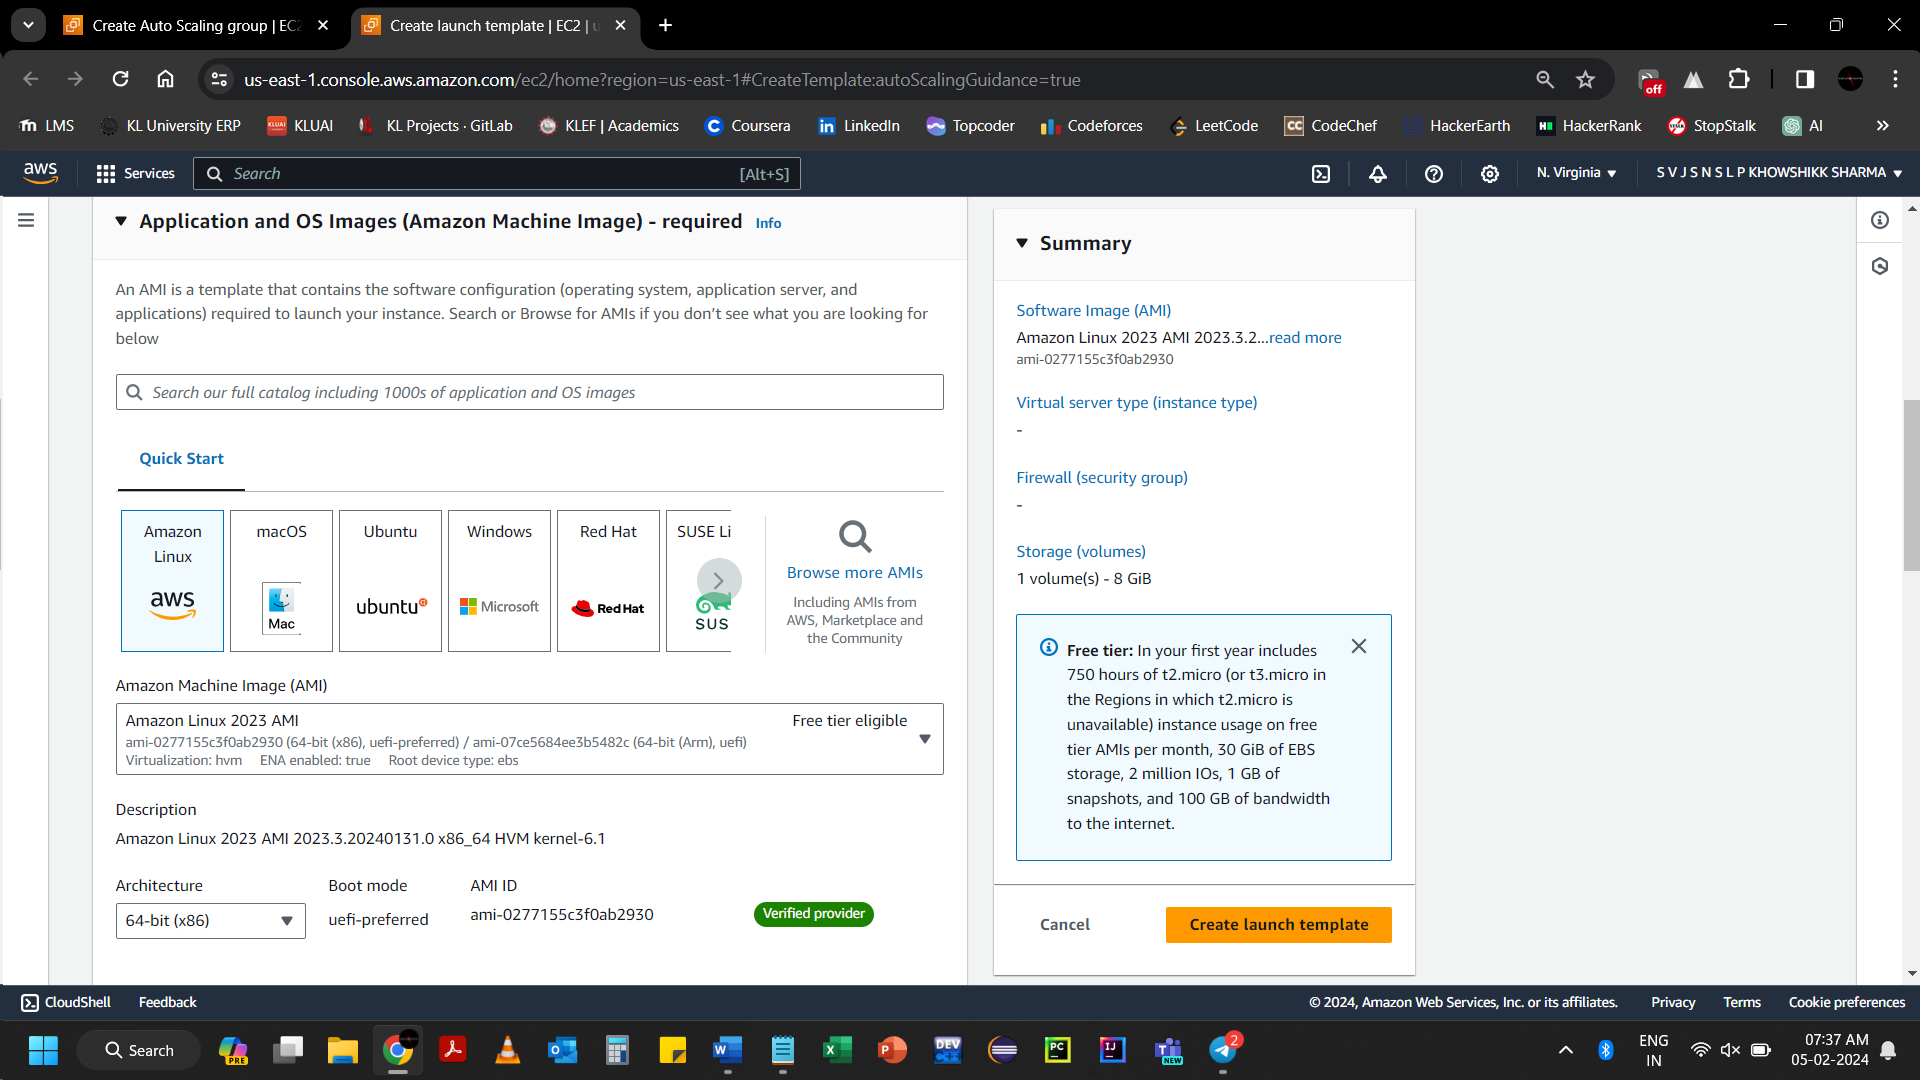 Create Auto Scaling group | EC2
Create launch template | EC2 | u
us-east-1.console.aws.amazon.com/ec2/home?region=us-east-1#CreateTemplate:autoScalingGuidance=true
off
LMS
KL University ERP
KLUAI
KL Projects · GitLab
KLEF | Academics
Coursera
LinkedIn
Topcoder
Codeforces
LeetCode
CodeChef
HackerEarth
HackerRank
StopStalk
AI
aws
Services
Search
[Alt+S]
N. Virginia
S V J S N S L P KHOWSHIKK SHARMA
Application and OS Images (Amazon Machine Image) - required Info
An AMI is a template that contains the software configuration (operating system, application server, and
applications) required to launch your instance. Search or Browse for AMIs if you don't see what you are looking for
below
Search our full catalog including 1000s of application and OS images
Quick Start
Amazon
Linux
aws
macOS
Mac
Ubuntu
ubuntu
Windows
Microsoft
Red Hat
Red Hat
SUSE Li
SUS
Browse more AMIs
Including AMIs from
AWS, Marketplace and
the Community
Amazon Machine Image (AMI)
Amazon Linux 2023 AMI
Free tier eligible
ami-0277155c3f0ab2930 (64-bit (x86), uefi-preferred) / ami-07ce5684ee3b5482c (64-bit (Arm), uefi)
Virtualization: hvm ENA enabled: true Root device type: ebs
Description
Amazon Linux 2023 AMI 2023.3.20240131.0 x86_64 HVM kernel-6.1
Architecture
64-bit (x86)
Boot mode
uefi-preferred
AMI ID
ami-0277155c3f0ab2930
Verified provider
Summary
Software Image (AMI)
Amazon Linux 2023 AMI 2023.3.2...read more
ami-0277155c3f0ab2930
Virtual server type (instance type)
-
Firewall (security group)
-
Storage (volumes)
1 volume(s) - 8 GiB
Free tier: In your first year includes
750 hours of t2.micro (or t3.micro in
the Regions in which t2.micro is
unavailable) instance usage on free
tier AMIs per month, 30 GiB of EBS
storage, 2 million IOs, 1 GB of
snapshots, and 100 GB of bandwidth
to the internet.
Cancel
Create launch template
CloudShell
Feedback
© 2024, Amazon Web Services, Inc. or its affiliates.
Privacy
Terms
Cookie preferences
Search
PRE
DEV
PC
IJ
NEW
2
ENG
IN
07:37 AM
05-02-2024